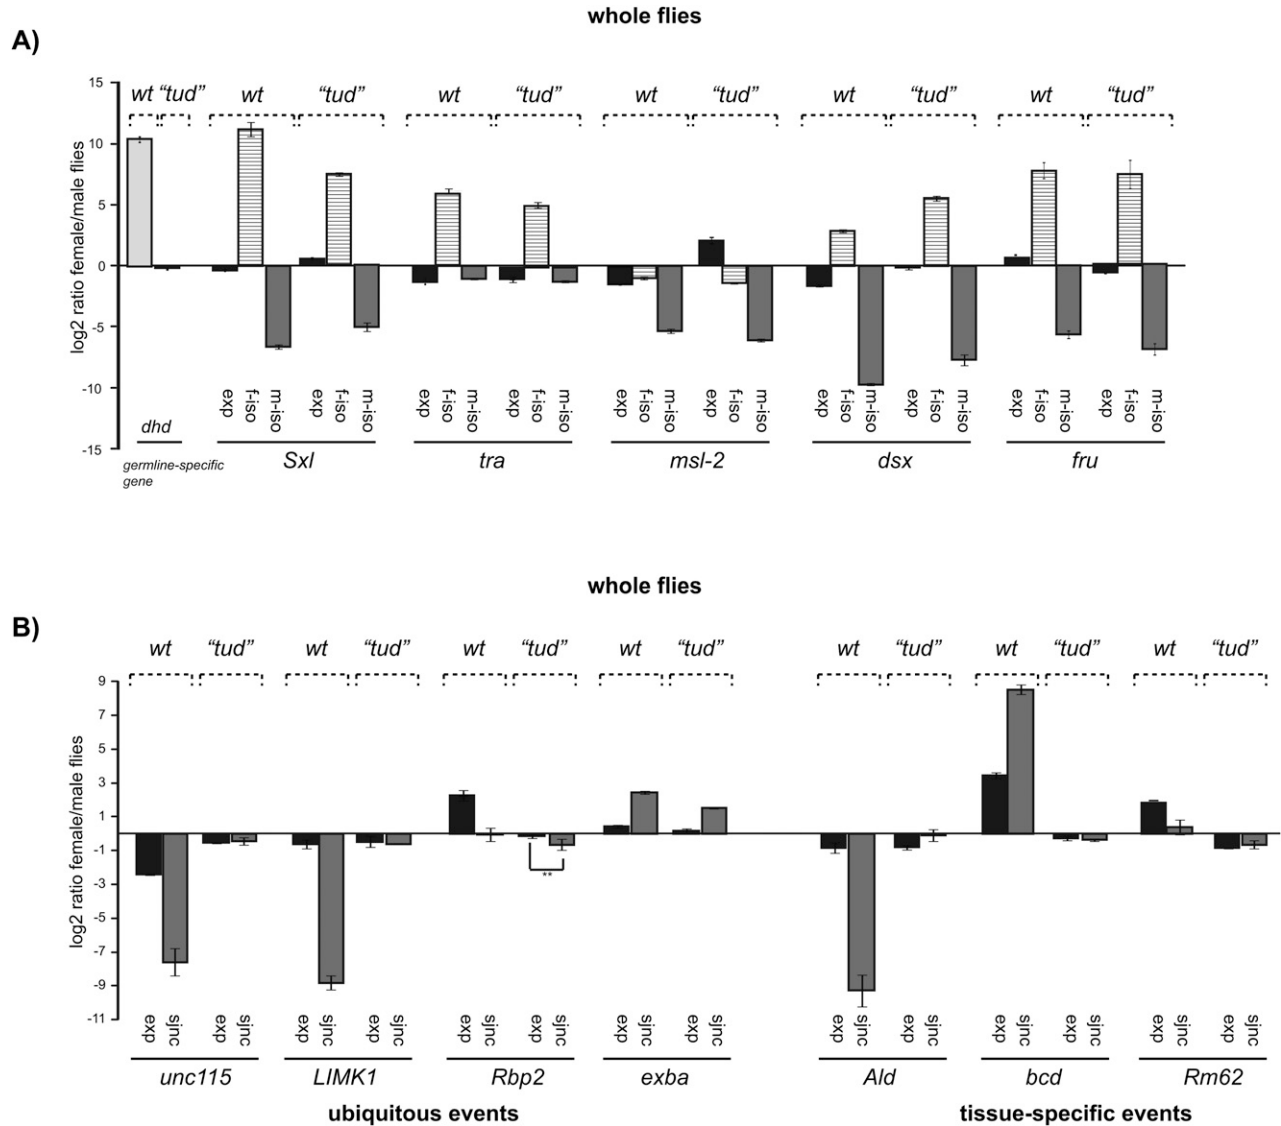 whole flies
A)
wt "tud" wt "tud" wt "tud" wt "tud" wt "tud" wt "tud"
15
10
5
0
-5
-10
-15
log2 ratio female/male flies
exp f-iso m-iso exp f-iso m-iso exp f-iso m-iso exp f-iso m-iso exp f-iso m-iso exp f-iso m-iso exp f-iso m-iso exp f-iso m-iso exp f-iso m-iso exp f-iso m-iso
dhd
germline-specific
gene
Sxl tra msl-2 dsx fru
whole flies
B)
wt "tud" wt "tud" wt "tud" wt "tud" wt "tud" wt "tud" wt "tud"
9
7
5
3
1
-1
-3
-5
-7
-9
-11
log2 ratio female/male flies
**
exp sjnc exp sjnc exp sjnc exp sjnc exp sjnc exp sjnc exp sjnc exp sjnc exp sjnc exp sjnc exp sjnc exp sjnc exp sjnc exp sjnc
unc115 LIMK1 Rbp2 exba Ald bcd Rm62
ubiquitous events tissue-specific events